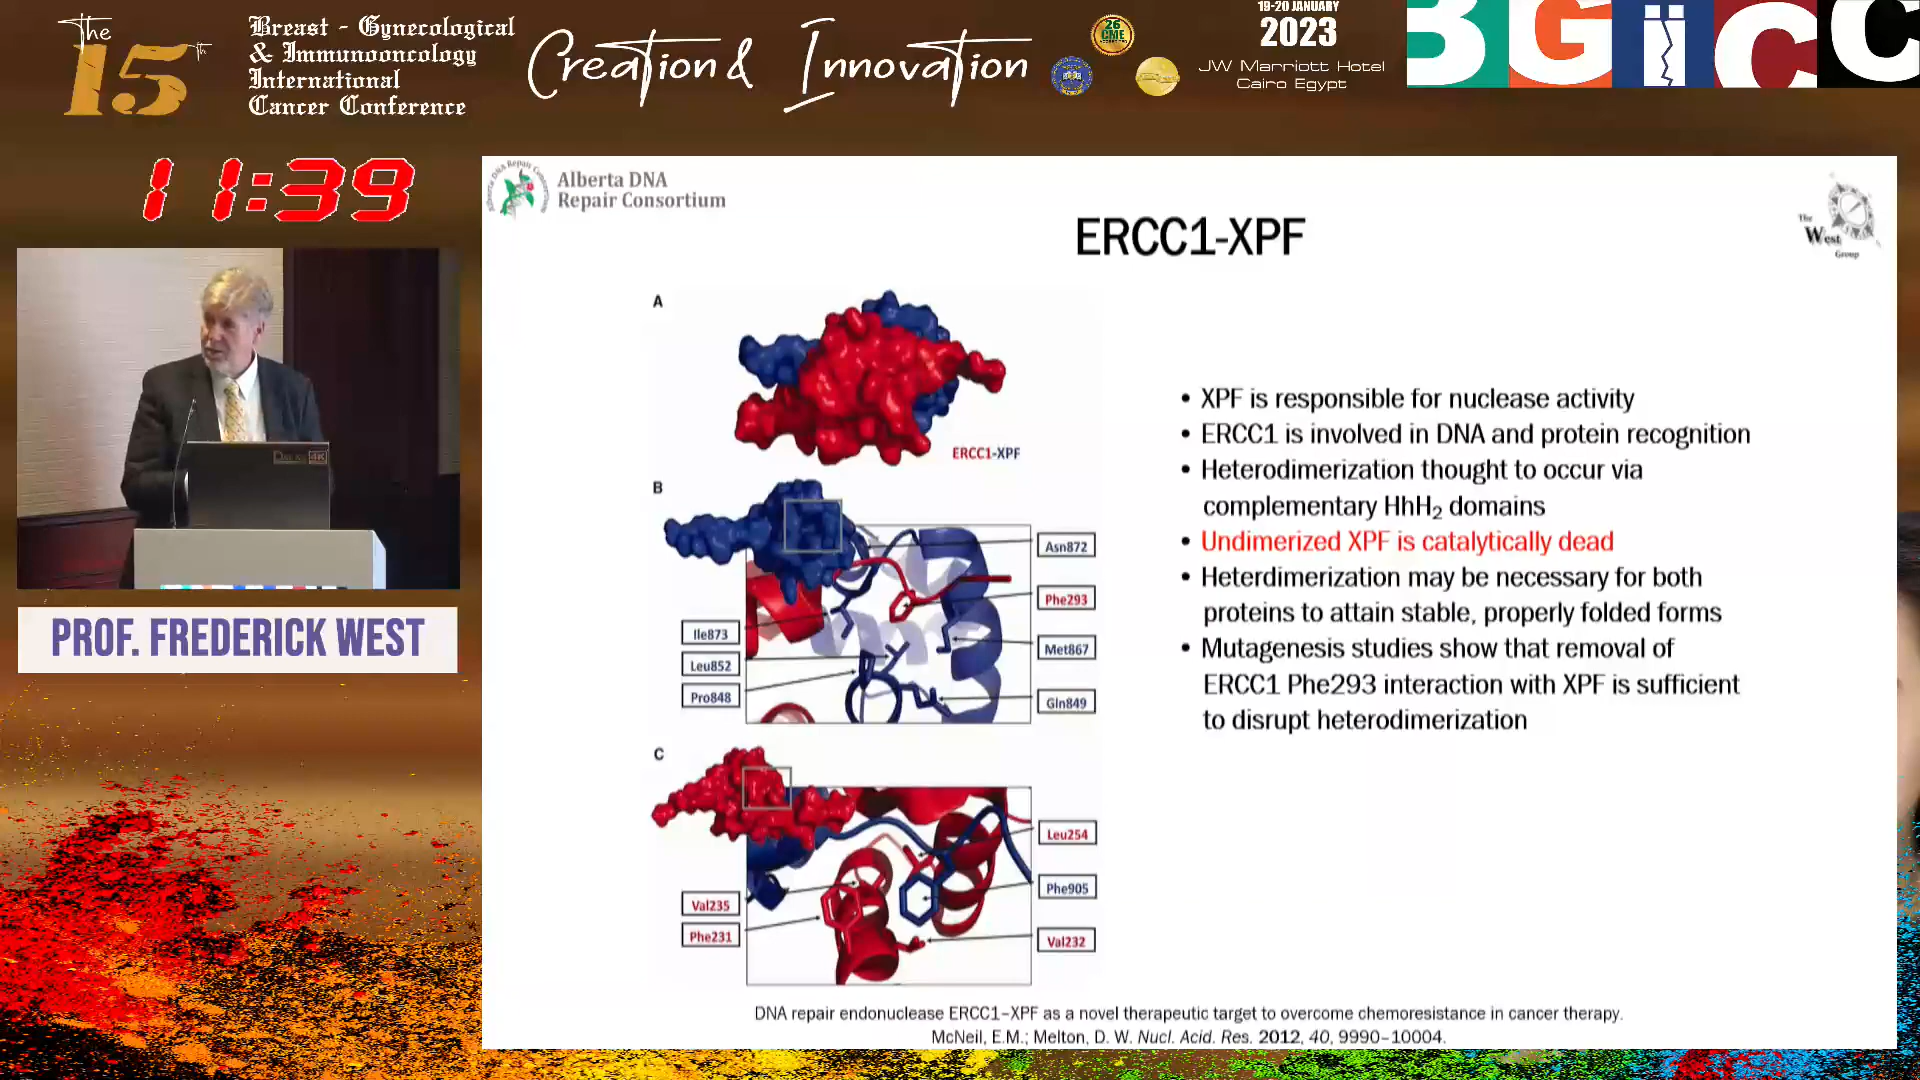 The 15th
Breast - Gynecological
& Immunooncology
International
Cancer Conference
Creation & Innovation
26
CME
19-20 JANUARY
2023
JW Marriott Hotel
Cairo Egypt
BGICC
11:39
Alberta DNA
Repair Consortium
The
West
Group
ERCC1-XPF
A
ERCC1-XPF
B
Asn872
Phe293
Ile873
Met867
Leu852
Pro848
Gln849
C
Leu254
Phe905
Val235
Phe231
Val232
• XPF is responsible for nuclease activity
• ERCC1 is involved in DNA and protein recognition
• Heterodimerization thought to occur via
complementary HhH₂ domains
• Undimerized XPF is catalytically dead
• Heterdimerization may be necessary for both
proteins to attain stable, properly folded forms
• Mutagenesis studies show that removal of
ERCC1 Phe293 interaction with XPF is sufficient
to disrupt heterodimerization
DNA repair endonuclease ERCC1–XPF as a novel therapeutic target to overcome chemoresistance in cancer therapy.
McNeil, E.M.; Melton, D. W. Nucl. Acid. Res. 2012, 40, 9990–10004.
PROF. FREDERICK WEST